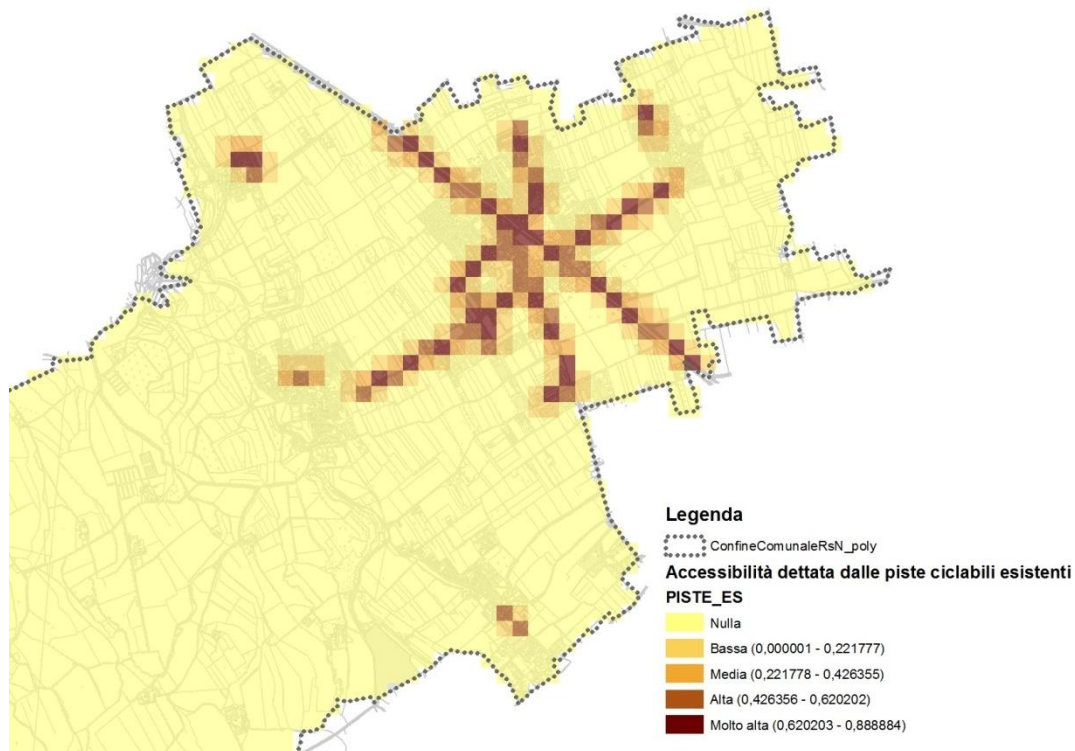 Legenda
ConfineComunaleRsN_poly
Accessibilità dettata dalle piste ciclabili esistenti
PISTE_ES
Nulla
Bassa (0,000001 - 0,221777)
Media (0,221778 - 0,426355)
Alta (0,426356 - 0,620202)
Molto alta (0,620203 - 0,888884)